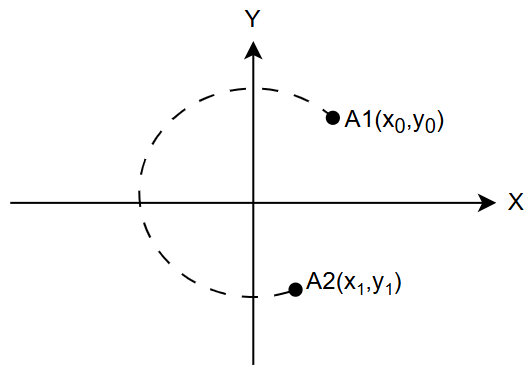 Y
A1(x₀,y₀)
X
A2(x₁,y₁)